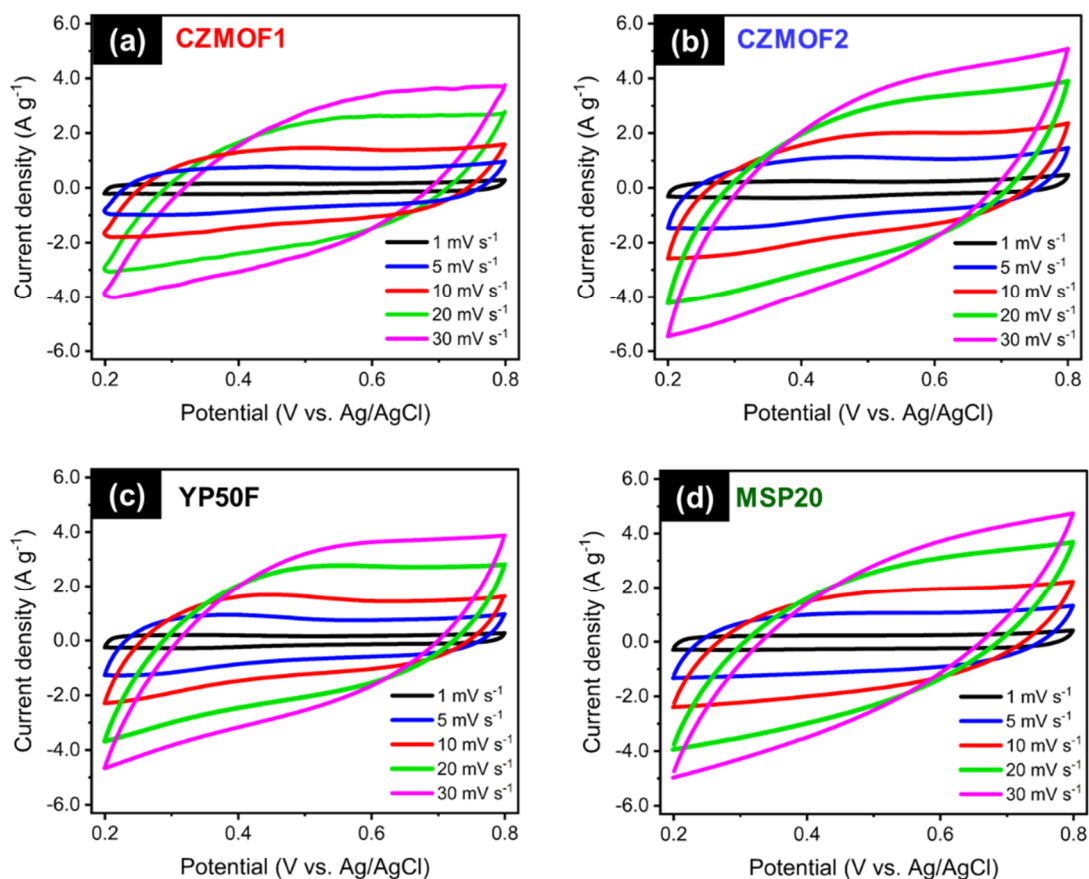 (a) CZMOF1
6.0
4.0
2.0
0.0
-2.0
-4.0
-6.0
Current density (A g⁻¹)
1 mV s⁻¹
5 mV s⁻¹
10 mV s⁻¹
20 mV s⁻¹
30 mV s⁻¹
0.2 0.4 0.6 0.8
Potential (V vs. Ag/AgCl)
(b) CZMOF2
6.0
4.0
2.0
0.0
-2.0
-4.0
-6.0
Current density (A g⁻¹)
1 mV s⁻¹
5 mV s⁻¹
10 mV s⁻¹
20 mV s⁻¹
30 mV s⁻¹
0.2 0.4 0.6 0.8
Potential (V vs. Ag/AgCl)
(c) YP50F
6.0
4.0
2.0
0.0
-2.0
-4.0
-6.0
Current density (A g⁻¹)
1 mV s⁻¹
5 mV s⁻¹
10 mV s⁻¹
20 mV s⁻¹
30 mV s⁻¹
0.2 0.4 0.6 0.8
Potential (V vs. Ag/AgCl)
(d) MSP20
6.0
4.0
2.0
0.0
-2.0
-4.0
-6.0
Current density (A g⁻¹)
1 mV s⁻¹
5 mV s⁻¹
10 mV s⁻¹
20 mV s⁻¹
30 mV s⁻¹
0.2 0.4 0.6 0.8
Potential (V vs. Ag/AgCl)